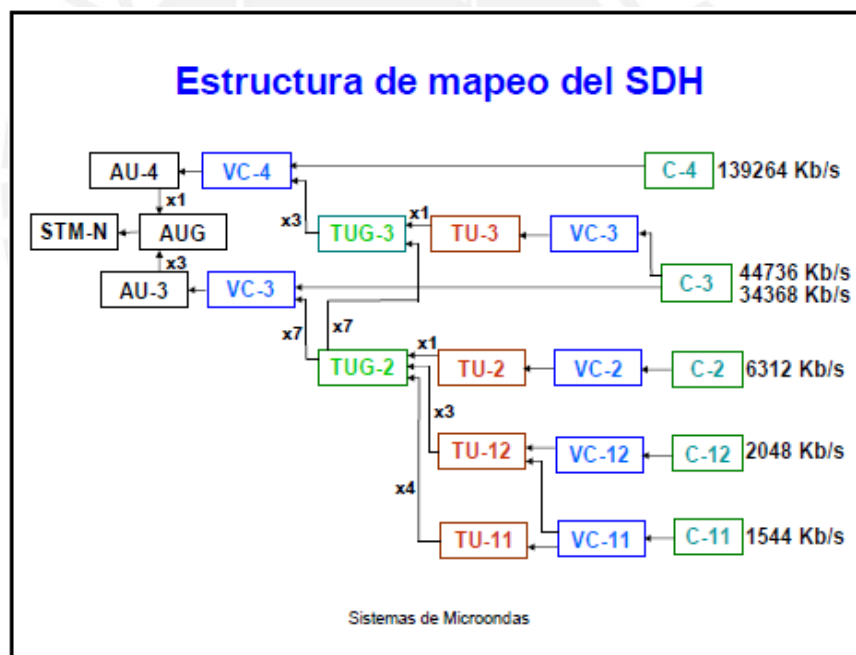 Estructura de mapeo del SDH
AU-4 VC-4 C-4 139264 Kb/s
x1 x3 x1
STM-N AUG TUG-3 TU-3 VC-3
x3 44736 Kb/s
C-3
34368 Kb/s
AU-3 VC-3
x7 x7 x1
TUG-2 TU-2 VC-2 C-2 6312 Kb/s
x3
TU-12 VC-12 C-12 2048 Kb/s
x4
TU-11 VC-11 C-11 1544 Kb/s
Sistemas de Microondas